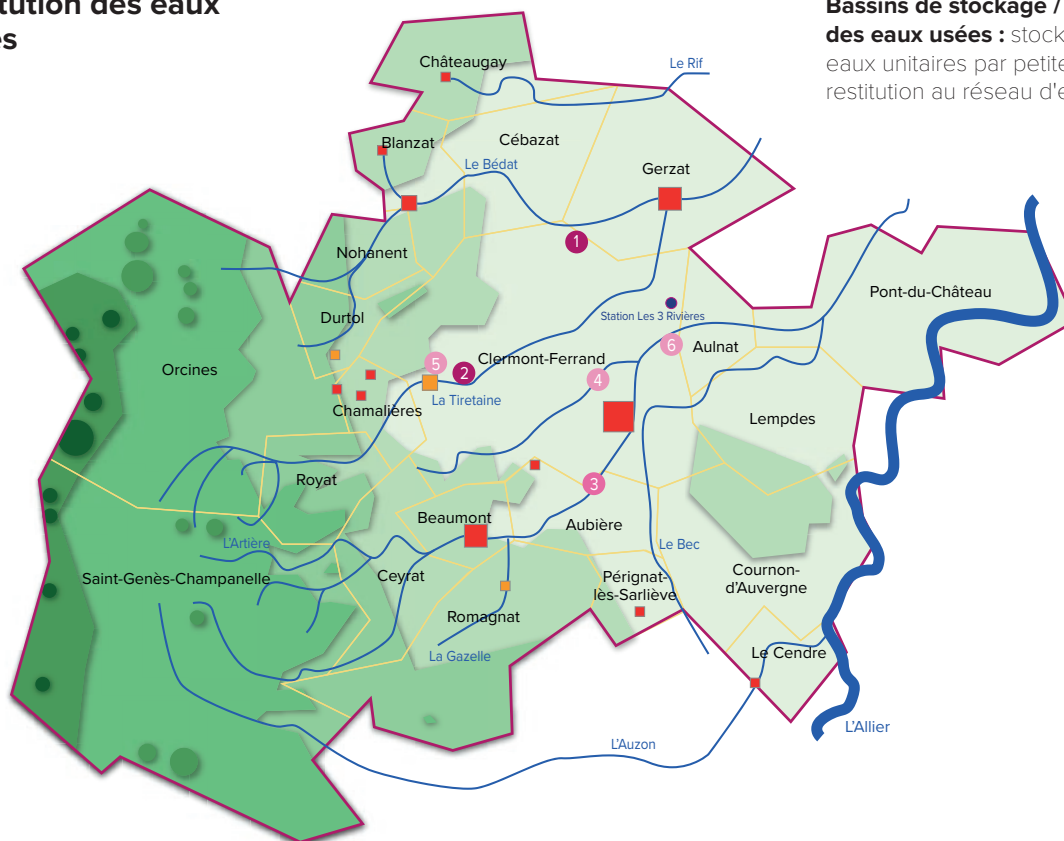 tution des eaux
es
Bassins de stockage /
des eaux usées : stock
eaux unitaires par petite
restitution au réseau d'e
Châteaugay
Le Rif
Blanzat
Cébazat
Le Bédat
Gerzat
1
Nohanent
Pont-du-Château
Station Les 3 Rivières
Durtol
6
Aulnat
5
2
Clermont-Ferrand
4
Orcines
La Tiretaine
Chamalières
Lempdes
Royat
3
Beaumont
Aubière
L'Artière
Le Bec
Saint-Genès-Champanelle
Ceyrat
Pérignat-
lès-Sarliève
Cournon-
d'Auvergne
Romagnat
La Gazelle
Le Cendre
L'Allier
L'Auzon